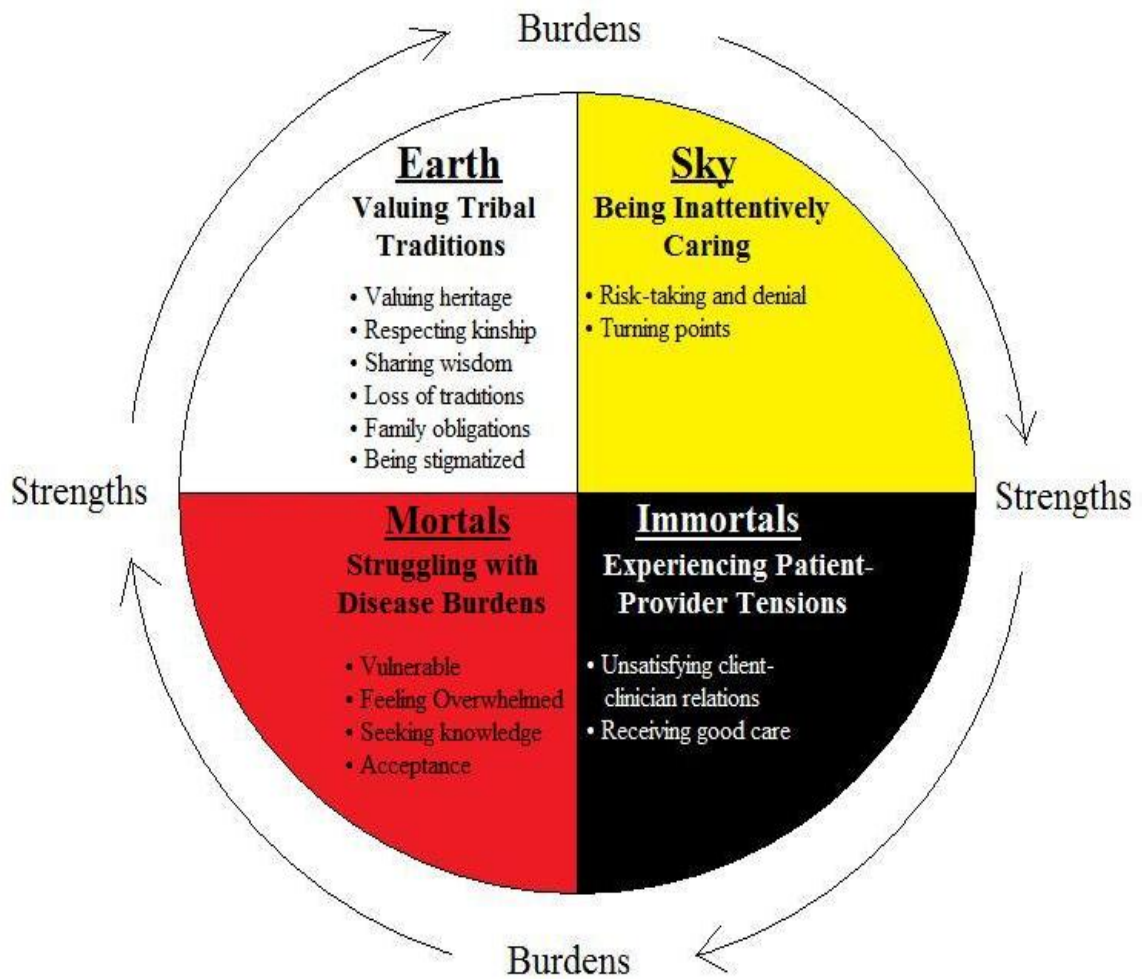 Burdens
Earth
Valuing Tribal
Traditions
• Valuing heritage
• Respecting kinship
• Sharing wisdom
• Loss of traditions
• Family obligations
• Being stigmatized
Sky
Being Inattentively
Caring
• Risk-taking and denial
• Turning points
Strengths
Strengths
Mortals
Struggling with
Disease Burdens
• Vulnerable
• Feeling Overwhelmed
• Seeking knowledge
• Acceptance
Immortals
Experiencing Patient-
Provider Tensions
• Unsatisfying client-
clinician relations
• Receiving good care
Burdens